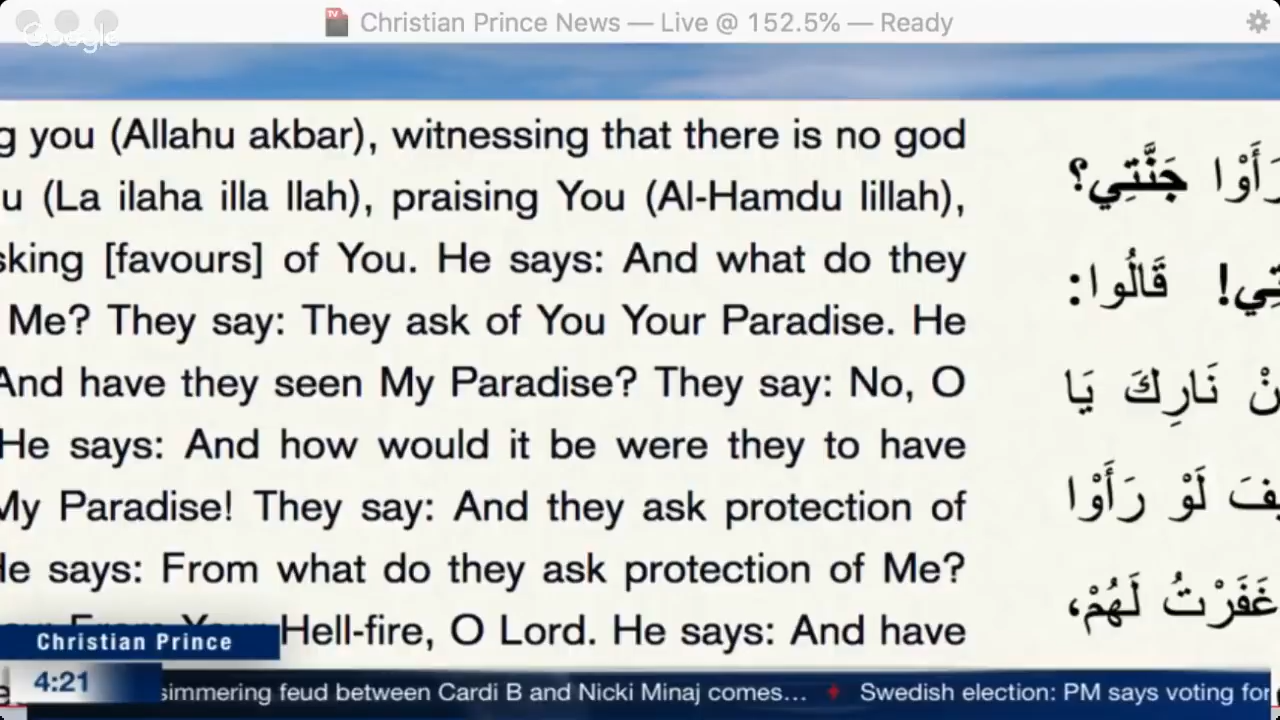 Christian Prince News — Live @ 152.5% — Ready
Google
g you (Allahu akbar), witnessing that there is no god
u (La ilaha illa llah), praising You (Al-Hamdu lillah),
sking [favours] of You. He says: And what do they
Me? They say: They ask of You Your Paradise. He
And have they seen My Paradise? They say: No, O
He says: And how would it be were they to have
My Paradise! They say: And they ask protection of
He says: From what do they ask protection of Me?
From Your Hell-fire, O Lord. He says: And have
رَأَوْا جَنَّتِي؟
تِي! قَالُوا:
نْ نَارِكَ يَا
يفَ لَوْ رَأَوْا
غَفَرْتُ لَهُمْ،
Christian Prince
4:21
simmering feud between Cardi B and Nicki Minaj comes... Swedish election: PM says voting for